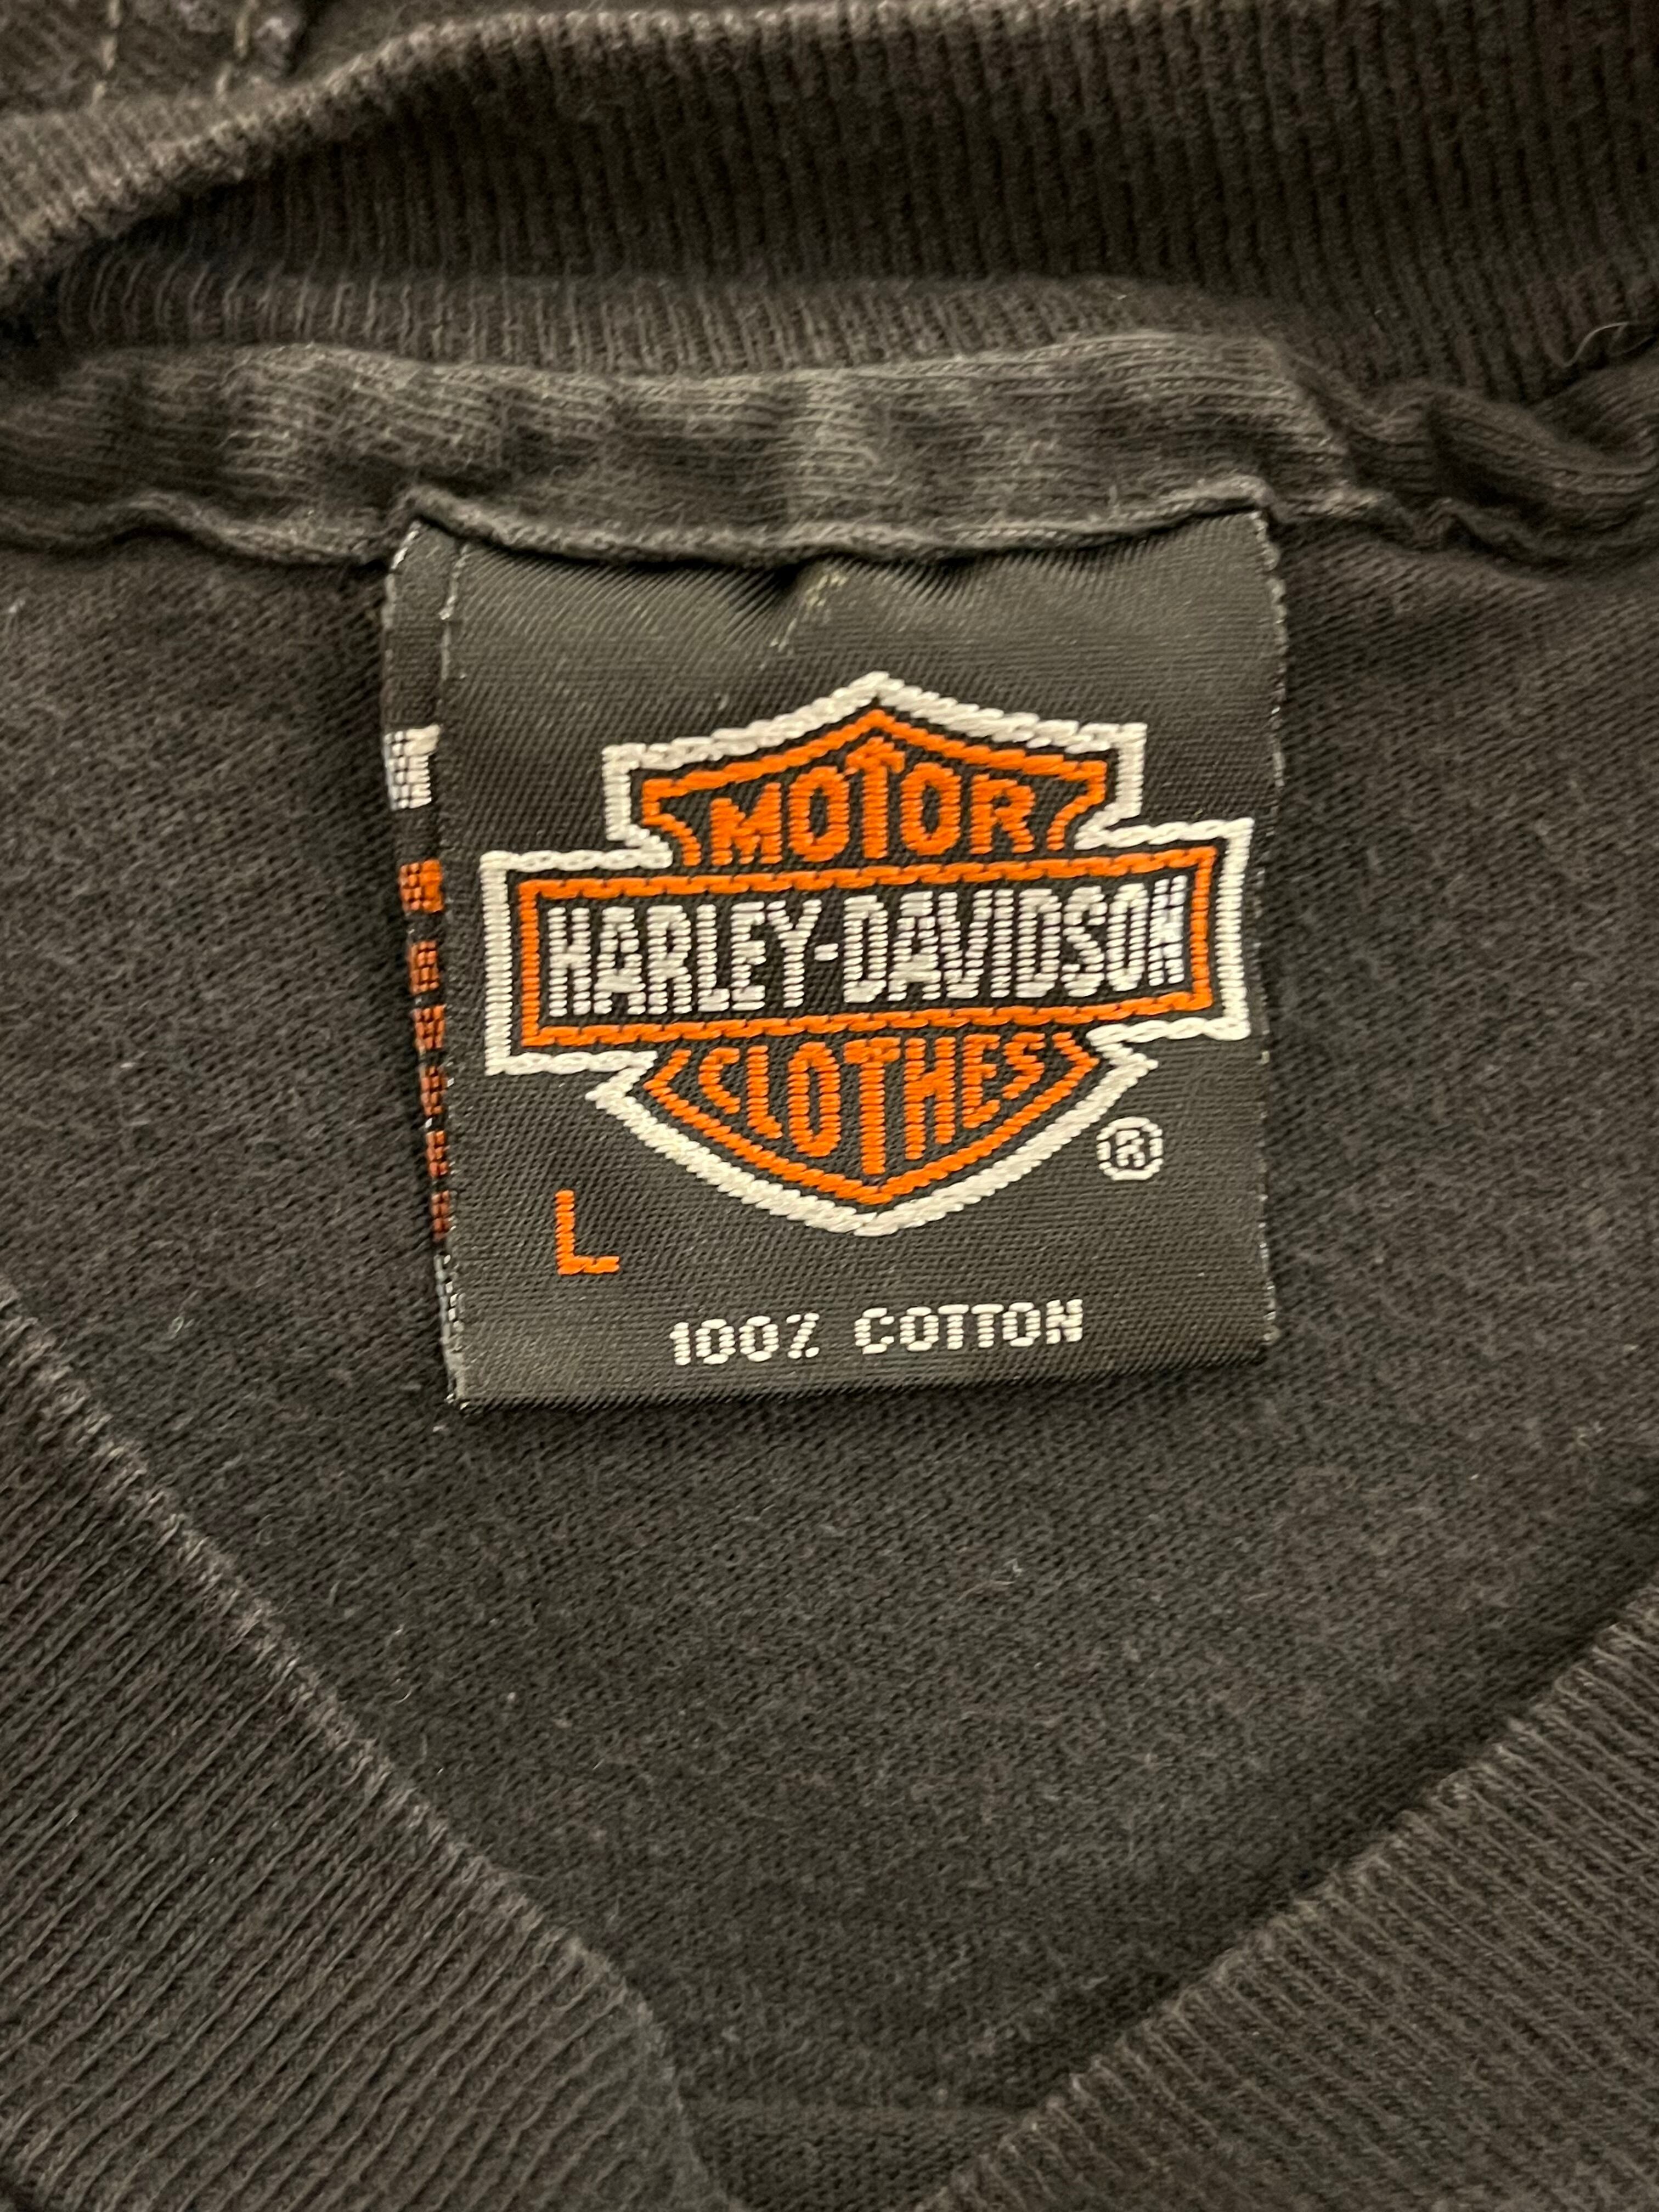 MOTOR
HARLEY-DAVIDSON
CLOTHES
®
L
100% COTTON